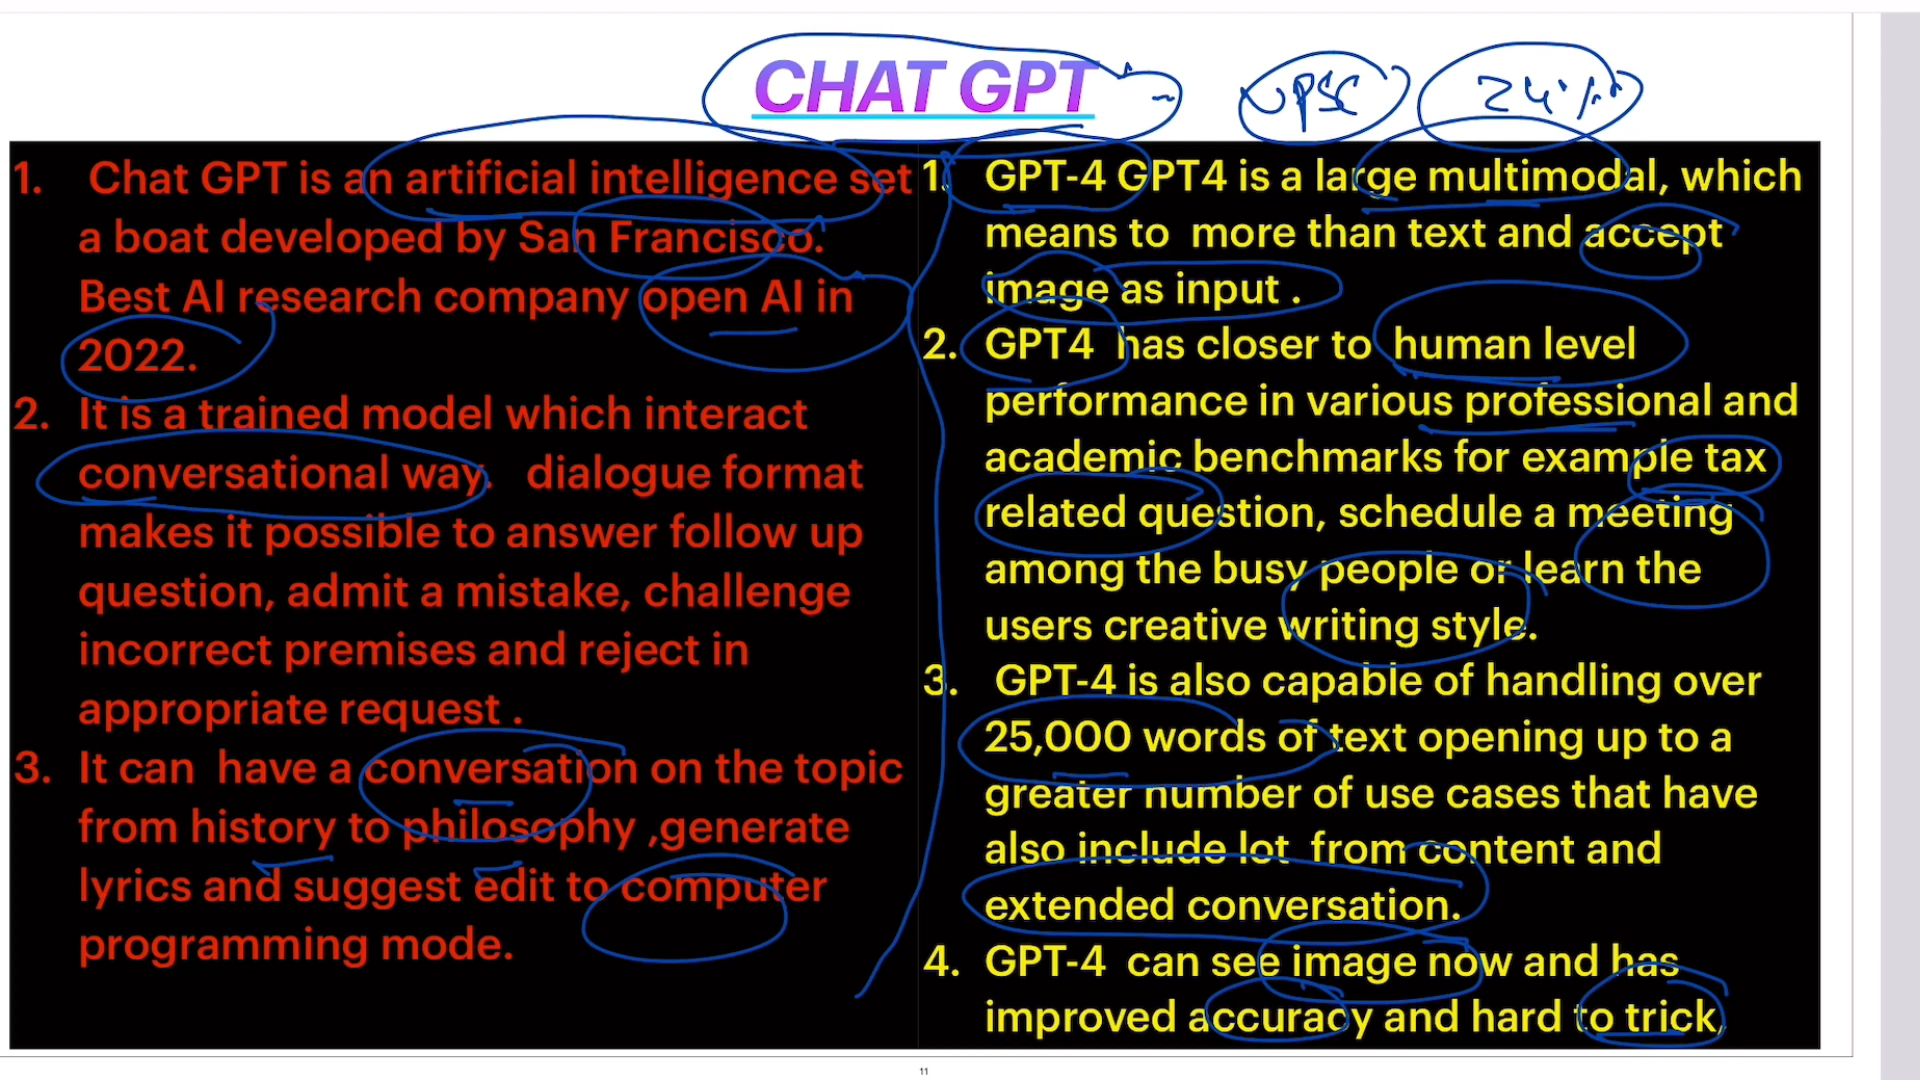 CHAT GPT
UPSC
1. Chat GPT is an artificial intelligence set
a boat developed by San Francisco.
Best AI research company open AI in
2022.
2. It is a trained model which interact
conversational way. dialogue format
makes it possible to answer follow up
question, admit a mistake, challenge
incorrect premises and reject in
appropriate request .
3. It can have a conversation on the topic
from history to philosophy ,generate
lyrics and suggest edit to computer
programming mode.
1. GPT-4 GPT4 is a large multimodal, which
means to more than text and accept
image as input .
2. GPT4 has closer to human level
performance in various professional and
academic benchmarks for example tax
related question, schedule a meeting
among the busy people or learn the
users creative writing style.
3. GPT-4 is also capable of handling over
25,000 words of text opening up to a
greater number of use cases that have
also include lot from content and
extended conversation.
4. GPT-4 can see image now and has
improved accuracy and hard to trick,
11